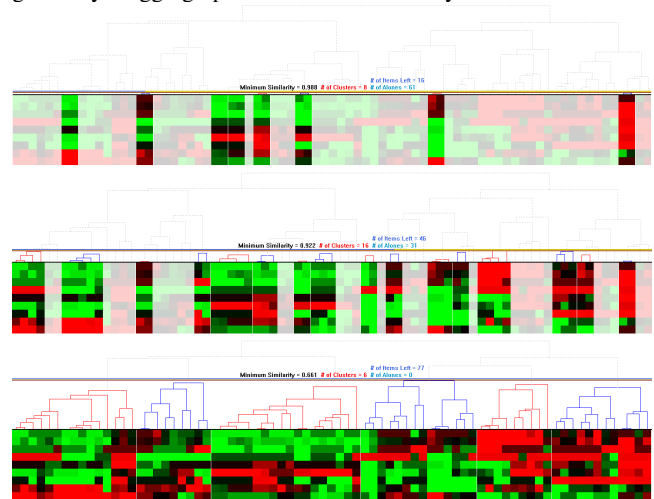 # of Items Left = 16
Minimum Similarity = 0.988 # of Clusters = 8 # of Alones = 61
# of Items Left = 46
Minimum Similarity = 0.922 # of Clusters = 16 # of Alones = 31
# of Items Left = 77
Minimum Similarity = 0.661 # of Clusters = 6 # of Alones = 0